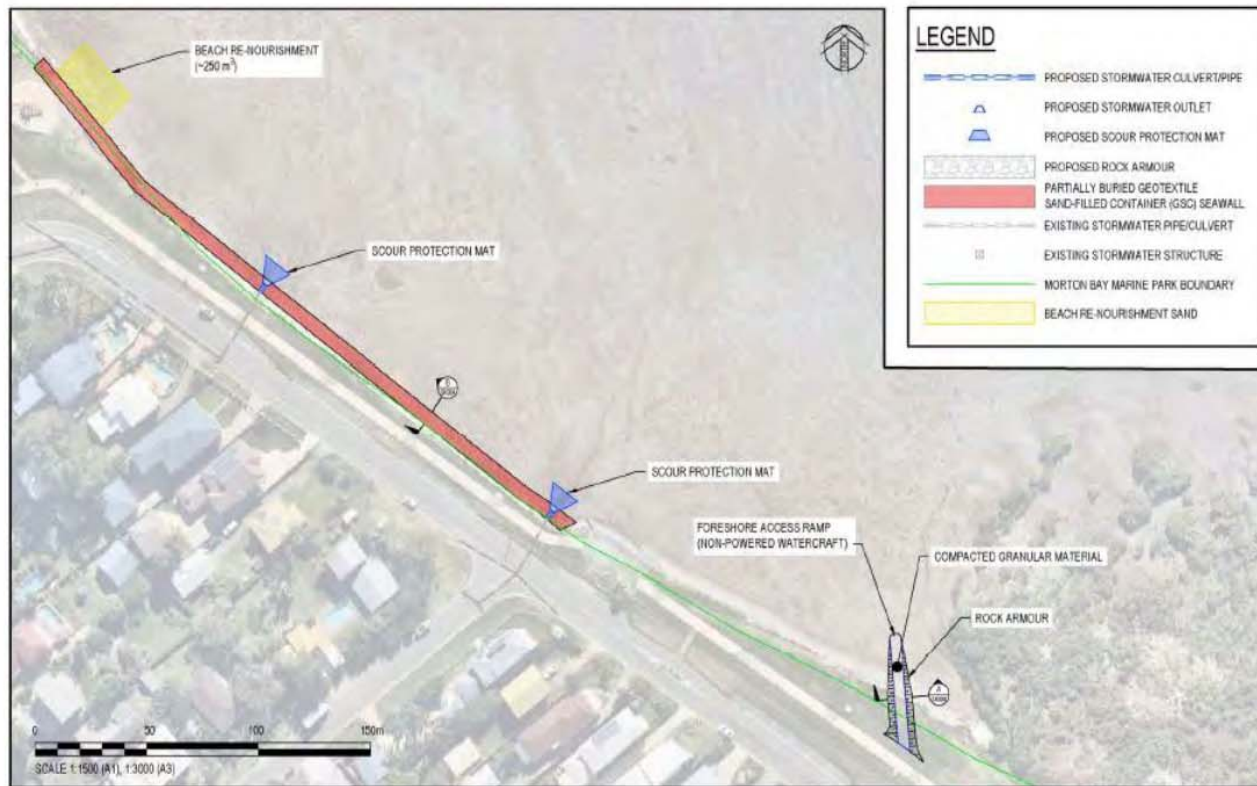 BEACH RE-NOURISHMENT
(~250 m³)
SCOUR PROTECTION MAT
SCOUR PROTECTION MAT
FORESHORE ACCESS RAMP
(NON-POWERED WATERCRAFT)
COMPACTED GRANULAR MATERIAL
ROCK ARMOUR
0 50 100 150m
SCALE 1:1500 (A1), 1:3000 (A3)
LEGEND
PROPOSED STORMWATER CULVERT/PIPE
PROPOSED STORMWATER OUTLET
PROPOSED SCOUR PROTECTION MAT
PROPOSED ROCK ARMOUR
PARTIALLY BURIED GEOTEXTILE
SAND-FILLED CONTAINER (GSC) SEAWALL
EXISTING STORMWATER PIPE/CULVERT
EXISTING STORMWATER STRUCTURE
MORTON BAY MARINE PARK BOUNDARY
BEACH RE-NOURISHMENT SAND